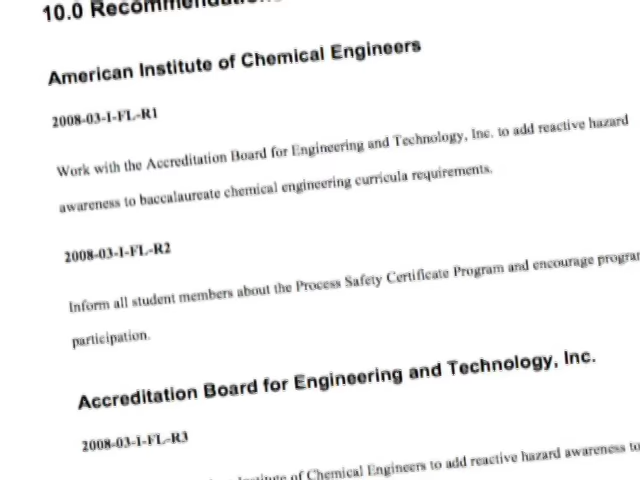 10.0 Recommendations
American Institute of Chemical Engineers
2008-03-I-FL-R1
Work with the Accreditation Board for Engineering and Technology, Inc. to add reactive hazard
awareness to baccalaureate chemical engineering curricula requirements.
2008-03-I-FL-R2
Inform all student members about the Process Safety Certificate Program and encourage
participation.
Accreditation Board for Engineering and Technology, Inc.
2008-03-I-FL-R3
Institute of Chemical Engineers to add reactive hazard awareness to